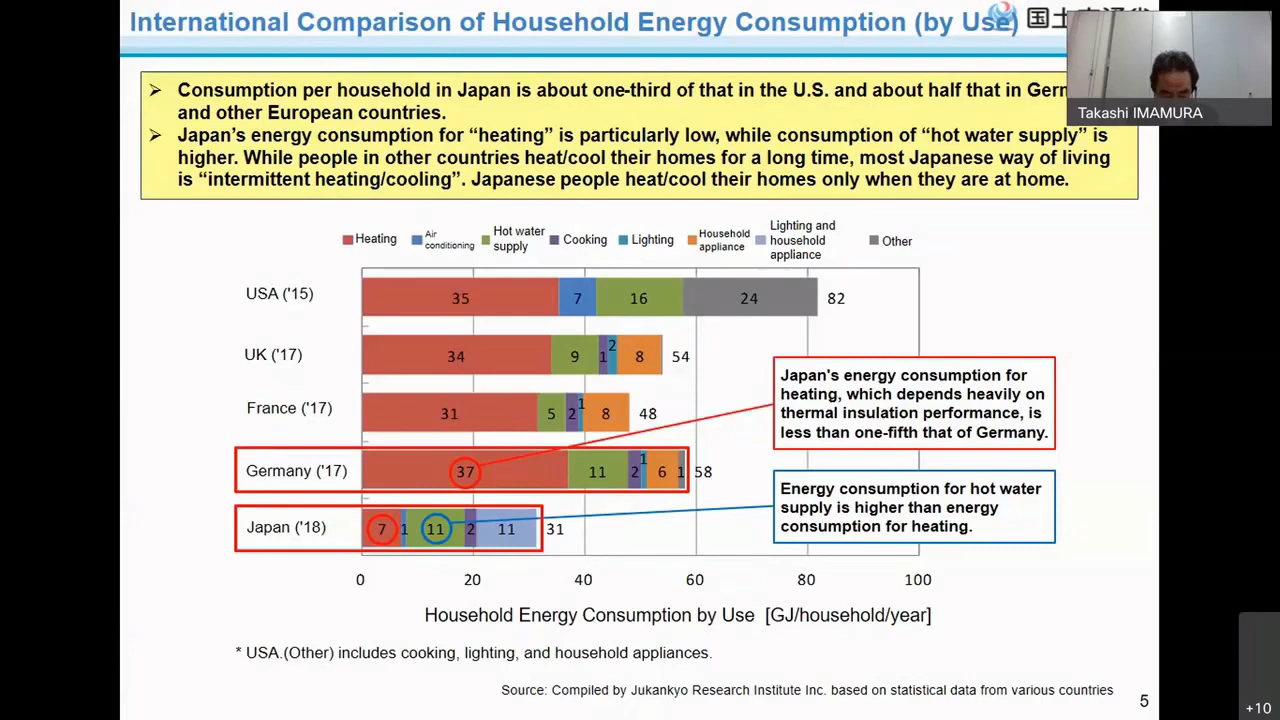 International Comparison of Household Energy Consumption (by Use)
Takashi IMAMURA
➢ Consumption per household in Japan is about one-third of that in the U.S. and about half that in
and other European countries.
➢ Japan's energy consumption for “heating” is particularly low, while consumption of “hot water supply” is
higher. While people in other countries heat/cool their homes for a long time, most Japanese way of living
is “intermittent heating/cooling”. Japanese people heat/cool their homes only when they are at home.
Heating
Air
conditioning
Hot water
supply
Cooking
Lighting
Household
appliance
Lighting and
household
appliance
Other
USA ('15)
35 7 16 24 82
UK ('17)
34 9 1 2 8 54
France ('17)
31 5 2 1 8 48
Germany ('17)
37 11 2 1 6 1 58
Japan ('18)
7 1 11 2 11 31
Japan's energy consumption for
heating, which depends heavily on
thermal insulation performance, is
less than one-fifth that of Germany.
Energy consumption for hot water
supply is higher than energy
consumption for heating.
0 20 40 60 80 100
Household Energy Consumption by Use [GJ/household/year]
* USA.(Other) includes cooking, lighting, and household appliances.
Source: Compiled by Jukankyo Research Institute Inc. based on statistical data from various countries
5
+10